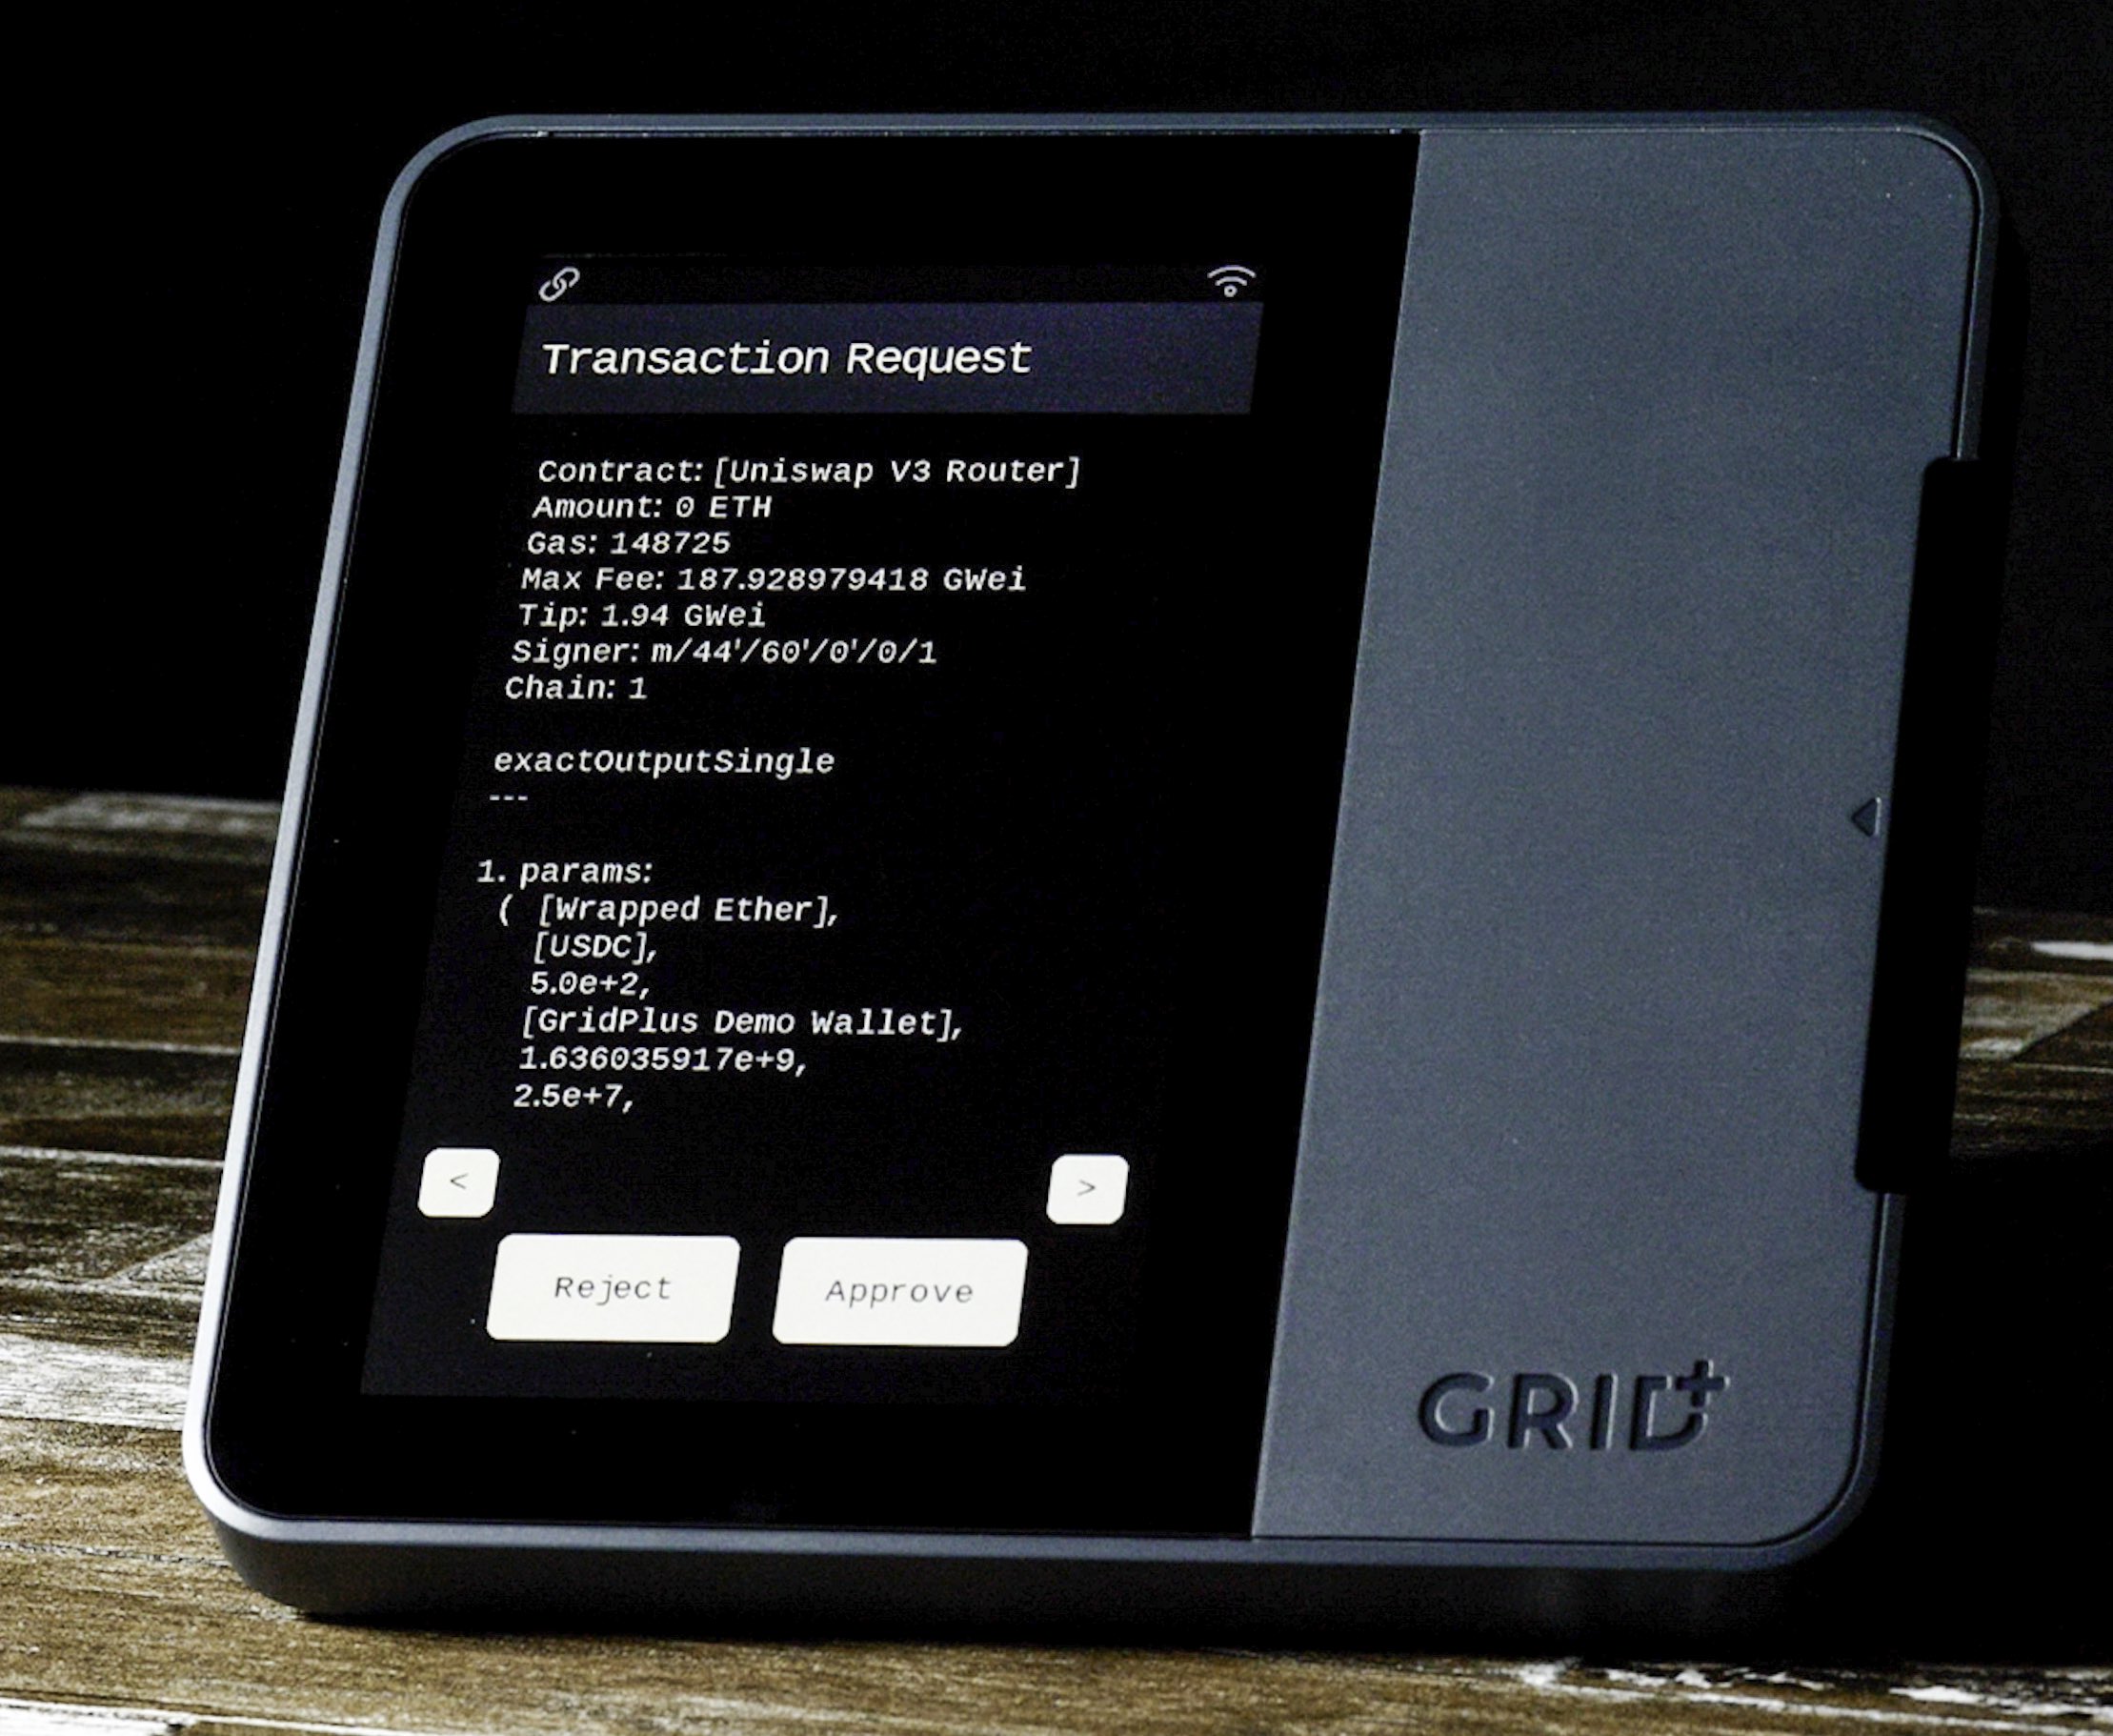 Transaction Request
Contract: [Uniswap V3 Router]
Amount: 0 ETH
Gas: 148725
Max Fee: 187.928979418 GWei
Tip: 1.94 GWei
Signer: m/44'/60'/0'/0/1
Chain: 1
exactOutputSingle
---
1. params:
( [Wrapped Ether],
[USDC],
5.0e+2,
[GridPlus Demo Wallet],
1.636035917e+9,
2.5e+7,
< >
Reject Approve
GRID+